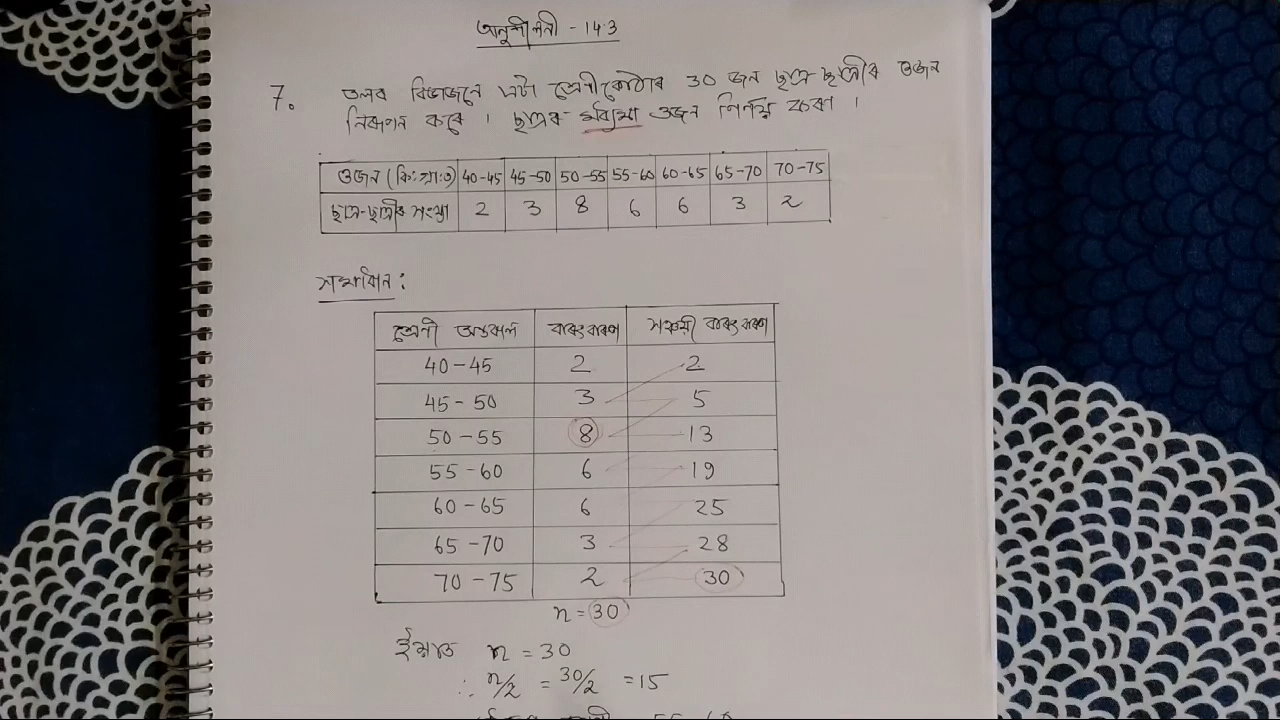 অনুশীলনী - 14.3
7. তলৰ বিভাজনে এটা শ্ৰেণীকোঠাৰ 30 জন ছাত্ৰ-ছাত্ৰীৰ ওজন
নিৰূপন কৰে । ছাত্ৰৰ মধ্যমা ওজন নিৰ্ণয় কৰা ।
ওজন (কি:গ্ৰা:ত) 40-45 45-50 50-55 55-60 60-65 65-70 70-75
ছাত্ৰ-ছাত্ৰীৰ সংখ্যা 2 3 8 6 6 3 2
সমাধান :
শ্ৰেণী অন্তৰাল বাৰংবাৰতা সঞ্চয়ী বাৰংবাৰতা
40-45 2 2
45-50 3 5
50-55 8 13
55-60 6 19
60-65 6 25
65-70 3 28
70-75 2 30
n = 30
ইয়াত n = 30
∴ n/2 = 30/2 = 15